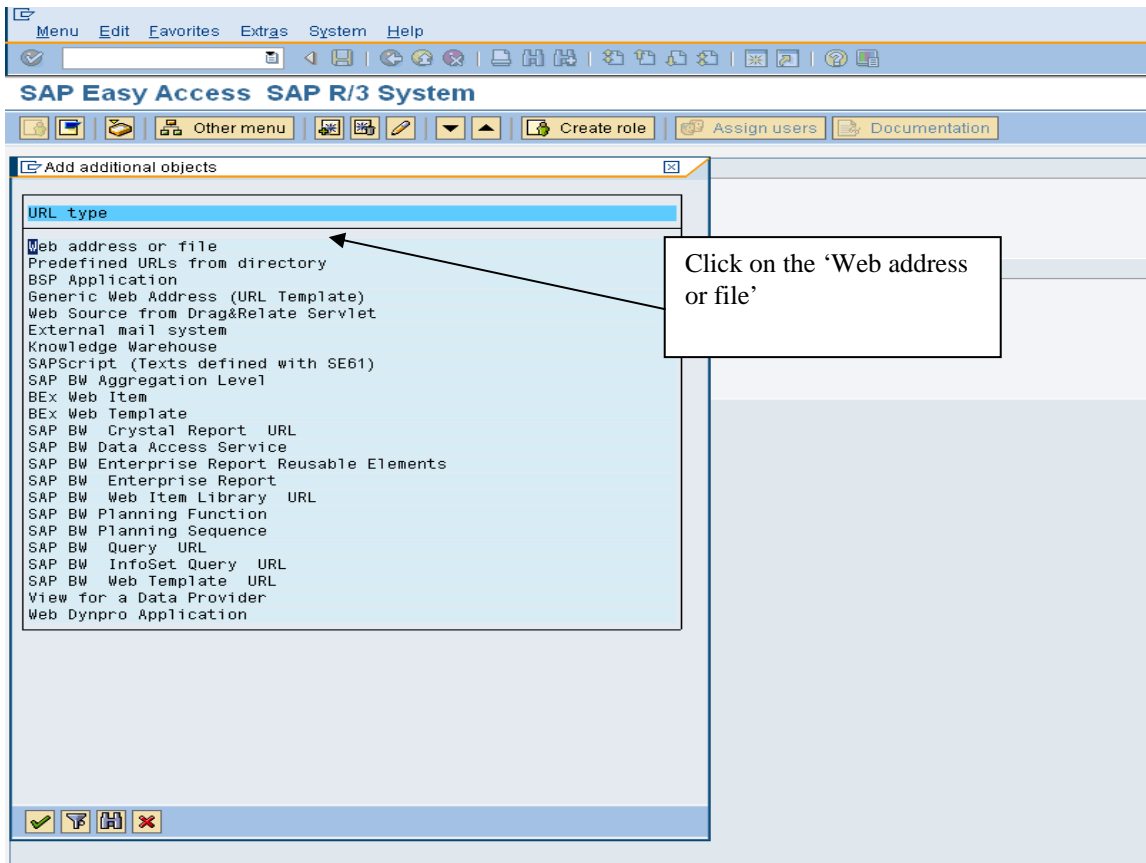 Menu Edit Favorites Extras System Help
SAP Easy Access SAP R/3 System
Other menu Create role Assign users Documentation
Add additional objects
URL type
Web address or file
Predefined URLs from directory
BSP Application
Generic Web Address (URL Template)
Web Source from Drag&Relate Servlet
External mail system
Knowledge Warehouse
SAPScript (Texts defined with SE61)
SAP BW Aggregation Level
BEx Web Item
BEx Web Template
SAP BW  Crystal Report  URL
SAP BW Data Access Service
SAP BW Enterprise Report Reusable Elements
SAP BW  Enterprise Report
SAP BW  Web Item Library  URL
SAP BW Planning Function
SAP BW Planning Sequence
SAP BW  Query  URL
SAP BW  InfoSet Query  URL
SAP BW  Web Template  URL
View for a Data Provider
Web Dynpro Application
Click on the ‘Web address
or file’